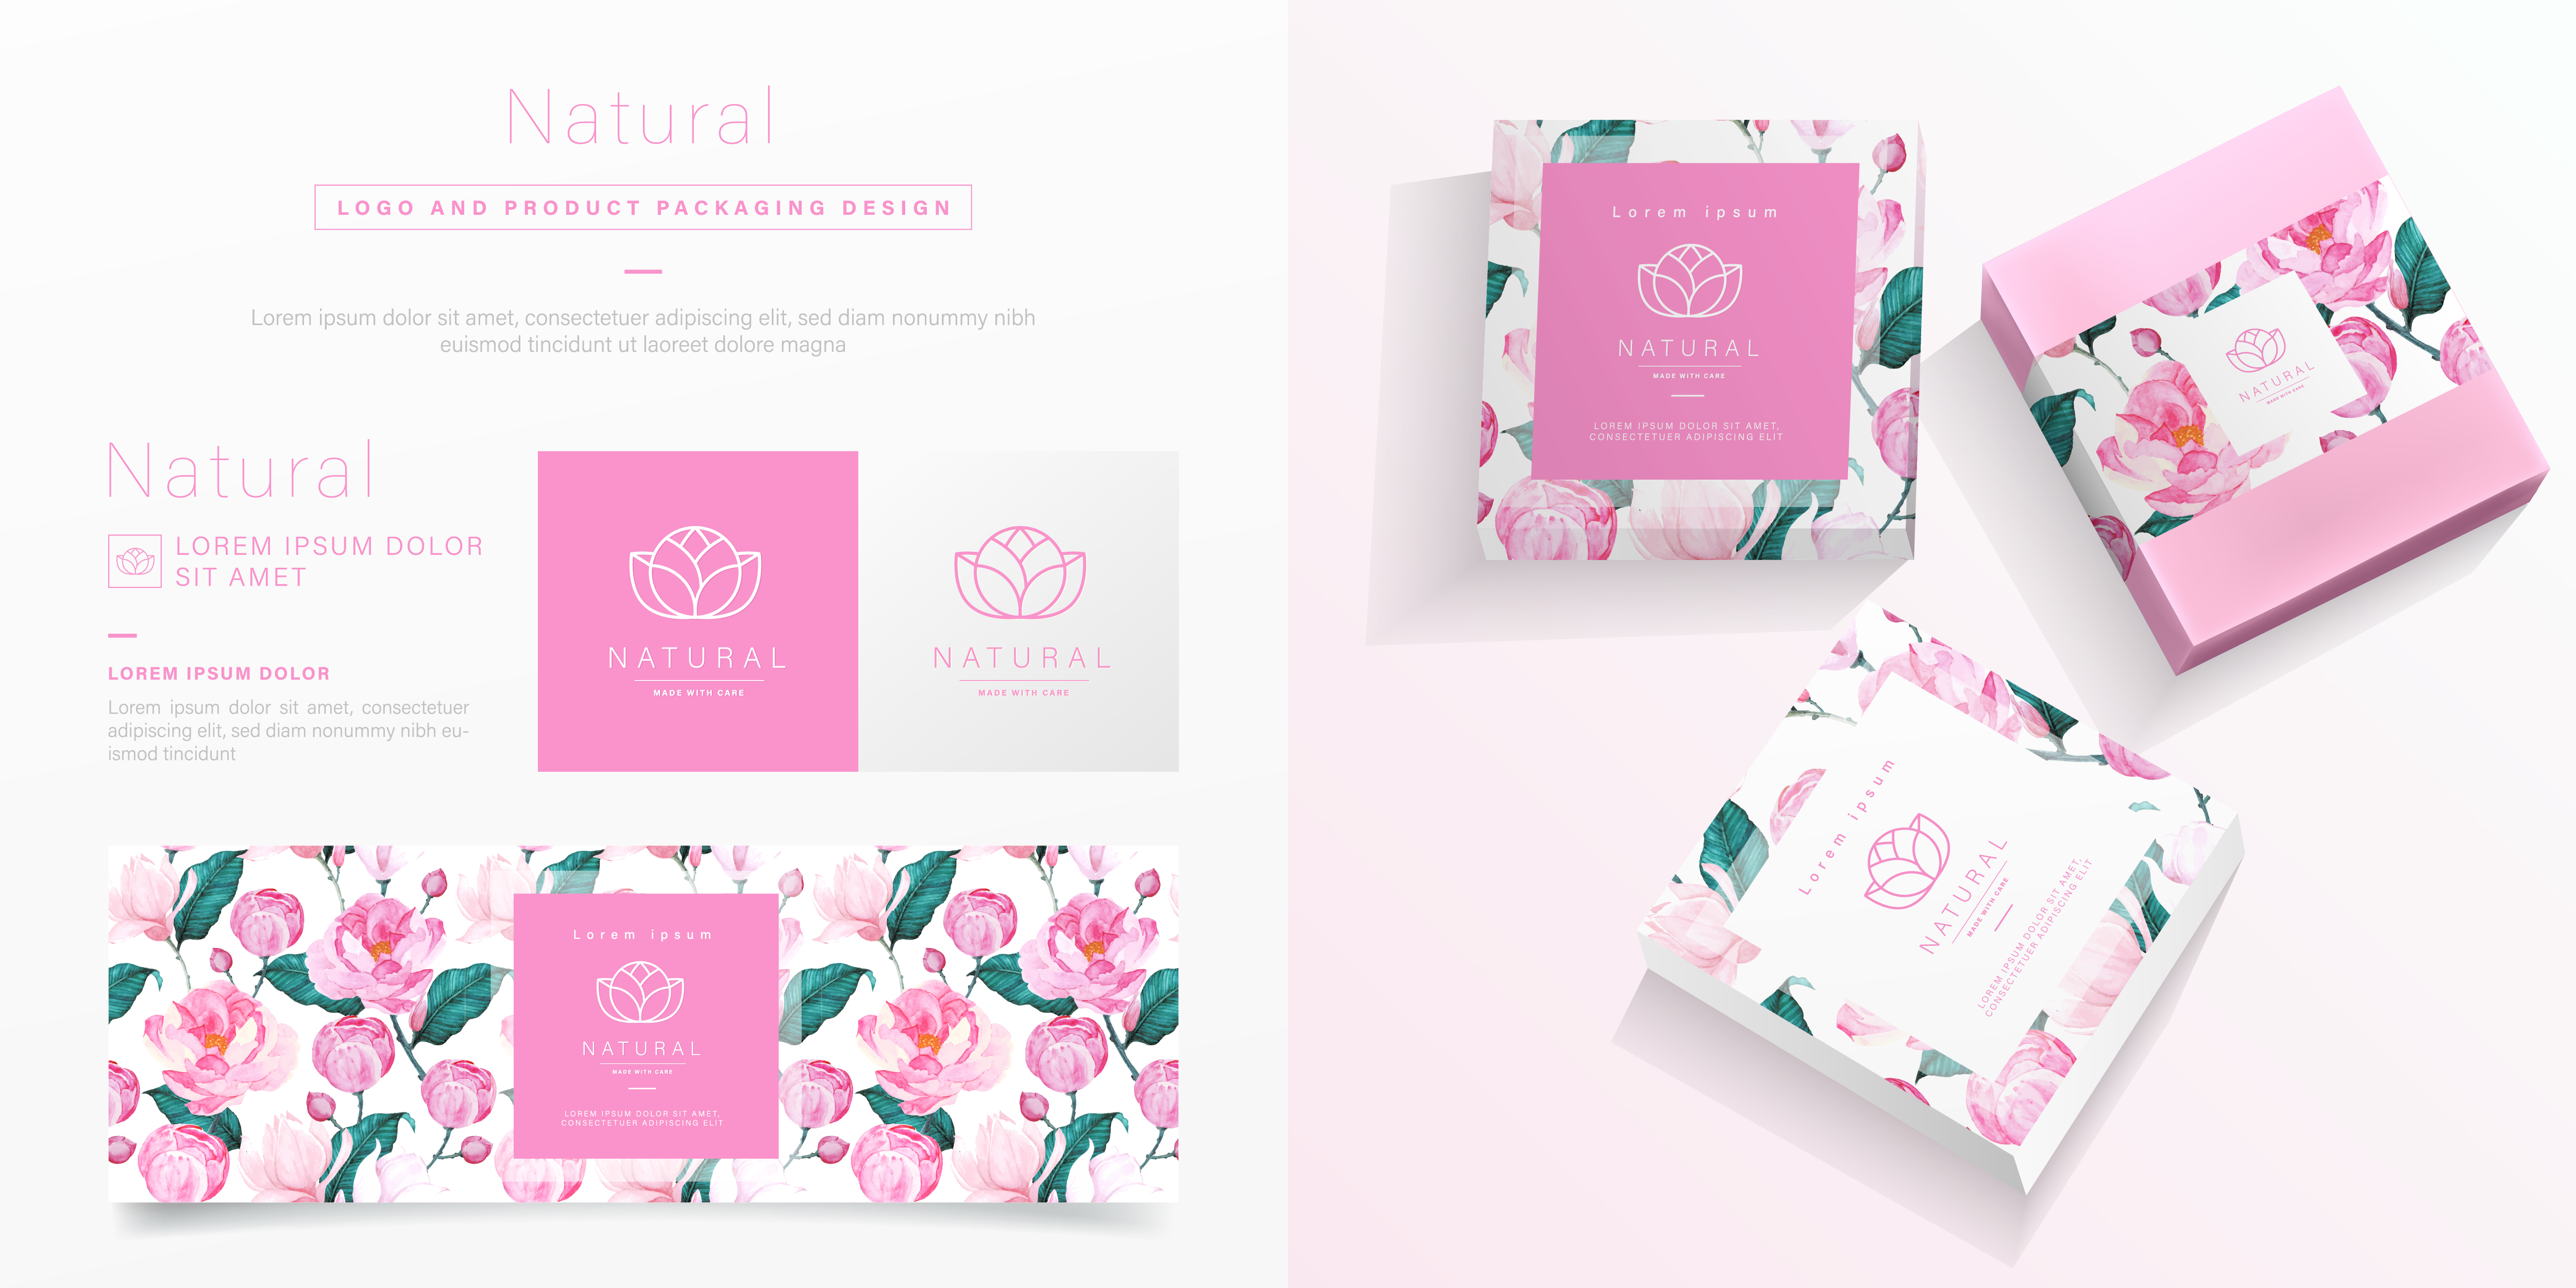 Natural
LOGO AND PRODUCT PACKAGING DESIGN
Lorem ipsum dolor sit amet, consectetuer adipiscing elit, sed diam nonummy nibh
euismod tincidunt ut laoreet dolore magna
Natural
LOREM IPSUM DOLOR
SIT AMET
LOREM IPSUM DOLOR
Lorem ipsum dolor sit amet, consectetuer
adipiscing elit, sed diam nonummy nibh eu-
ismod tincidunt
NATURAL
MADE WITH CARE
NATURAL
MADE WITH CARE
Lorem ipsum
NATURAL
MADE WITH CARE
LOREM IPSUM DOLOR SIT AMET,
CONSECTETUER ADIPISCING ELIT
Lorem ipsum
NATURAL
MADE WITH CARE
LOREM IPSUM DOLOR SIT AMET,
CONSECTETUER ADIPISCING ELIT
NATURAL
MADE WITH CARE
Lorem ipsum
NATURAL
MADE WITH CARE
LOREM IPSUM DOLOR SIT AMET,
CONSECTETUER ADIPISCING ELIT